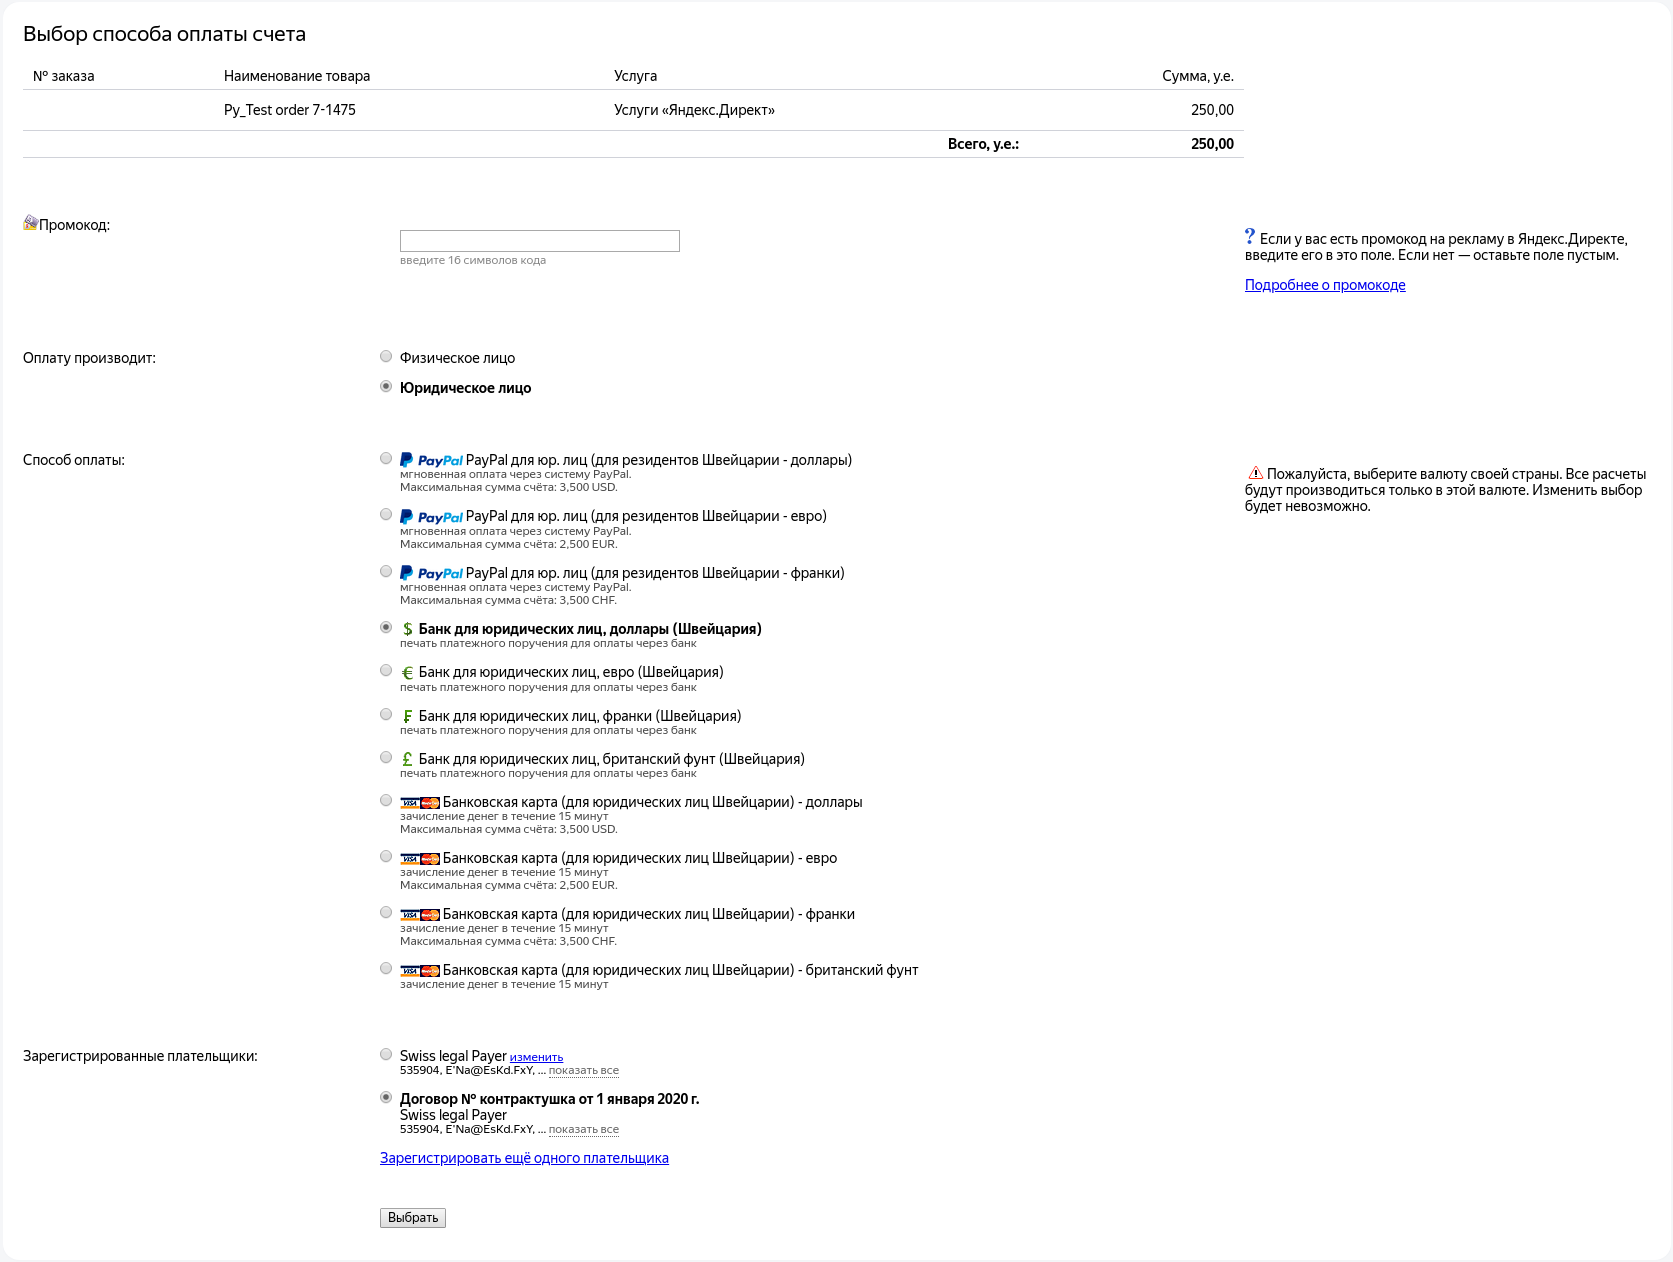 Выбор способа оплаты счета
№ заказа Наименование товара Услуга Сумма, у.е.
Py_Test order 7-1475 Услуги «Яндекс.Директ» 250,00
Всего, у.е.: 250,00
Промокод:
введите 16 символов кода
? Если у вас есть промокод на рекламу в Яндекс.Директе,
введите его в это поле. Если нет — оставьте поле пустым.
Подробнее о промокоде
Оплату производит:
Физическое лицо
Юридическое лицо
Способ оплаты:
PayPal PayPal для юр. лиц (для резидентов Швейцарии - доллары)
мгновенная оплата через систему PayPal.
Максимальная сумма счёта: 3,500 USD.
Пожалуйста, выберите валюту своей страны. Все расчеты
будут производиться только в этой валюте. Изменить выбор
будет невозможно.
PayPal PayPal для юр. лиц (для резидентов Швейцарии - евро)
мгновенная оплата через систему PayPal.
Максимальная сумма счёта: 2,500 EUR.
PayPal PayPal для юр. лиц (для резидентов Швейцарии - франки)
мгновенная оплата через систему PayPal.
Максимальная сумма счёта: 3,500 CHF.
$ Банк для юридических лиц, доллары (Швейцария)
печать платежного поручения для оплаты через банк
€ Банк для юридических лиц, евро (Швейцария)
печать платежного поручения для оплаты через банк
₣ Банк для юридических лиц, франки (Швейцария)
печать платежного поручения для оплаты через банк
£ Банк для юридических лиц, британский фунт (Швейцария)
печать платежного поручения для оплаты через банк
VISA Банковская карта (для юридических лиц Швейцарии) - доллары
зачисление денег в течение 15 минут
Максимальная сумма счёта: 3,500 USD.
VISA Банковская карта (для юридических лиц Швейцарии) - евро
зачисление денег в течение 15 минут
Максимальная сумма счёта: 2,500 EUR.
VISA Банковская карта (для юридических лиц Швейцарии) - франки
зачисление денег в течение 15 минут
Максимальная сумма счёта: 3,500 CHF.
VISA Банковская карта (для юридических лиц Швейцарии) - британский фунт
зачисление денег в течение 15 минут
Зарегистрированные плательщики:
Swiss legal Payer изменить
535904, E'Na@EsKd.FxY, ... показать все
Договор № контрактушка от 1 января 2020 г.
Swiss legal Payer
535904, E'Na@EsKd.FxY, ... показать все
Зарегистрировать ещё одного плательщика
Выбрать